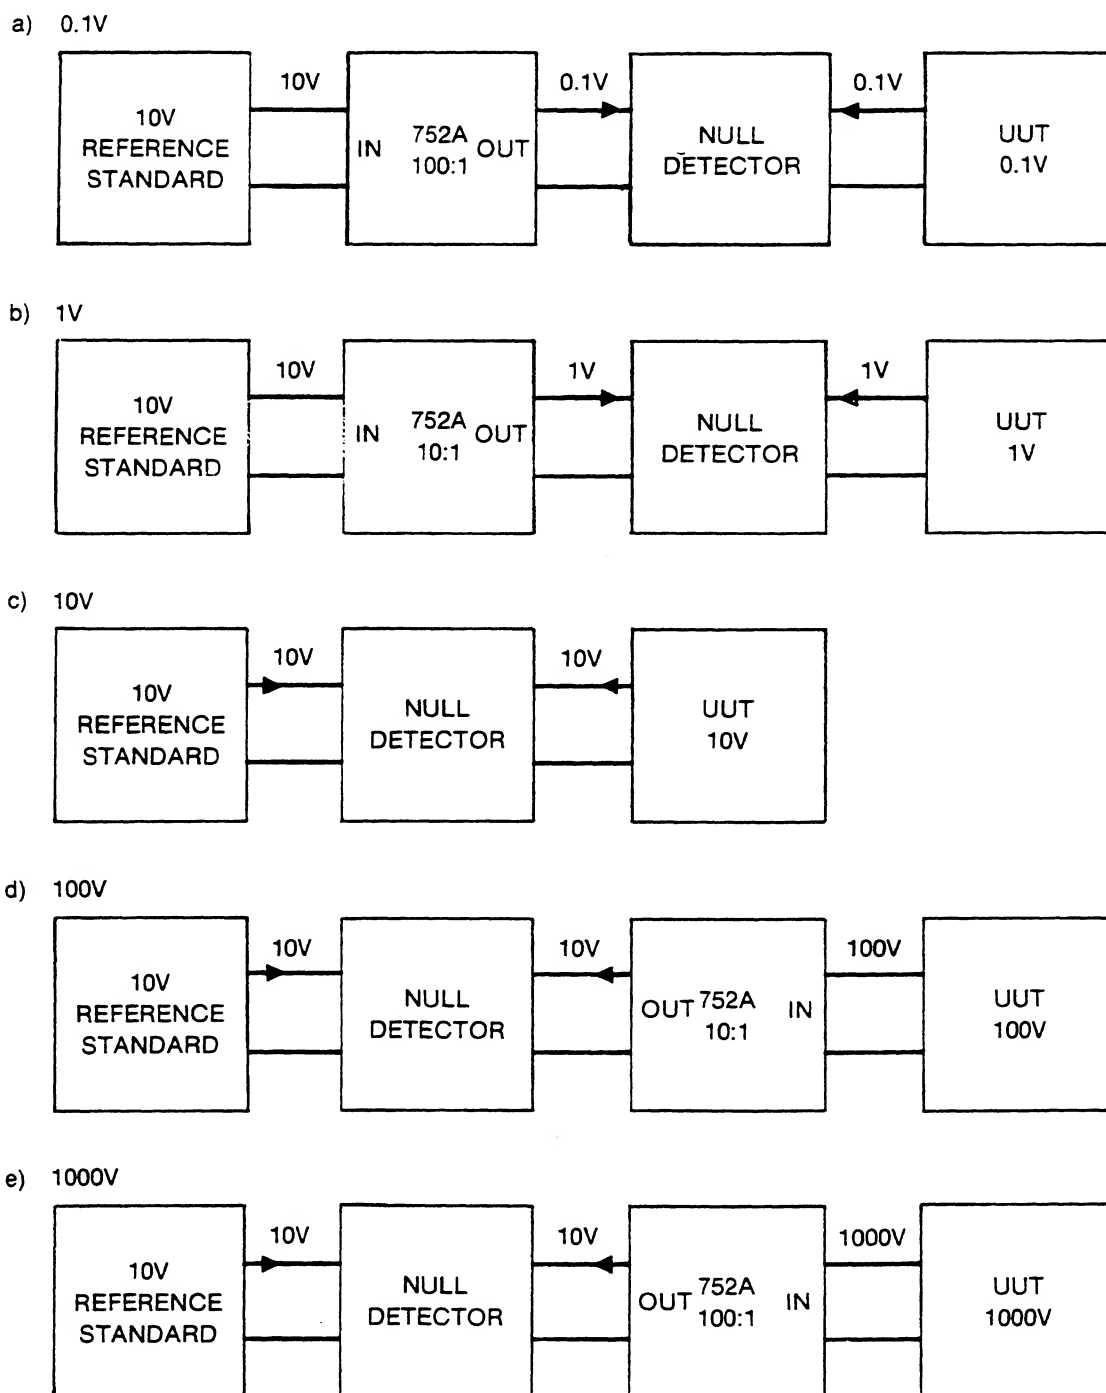 a) 0.1V
10V
REFERENCE
STANDARD
10V
IN 752A OUT
100:1
0.1V
NULL
DETECTOR
0.1V
UUT
0.1V
b) 1V
10V
REFERENCE
STANDARD
10V
IN 752A OUT
10:1
1V
NULL
DETECTOR
1V
UUT
1V
c) 10V
10V
REFERENCE
STANDARD
10V
NULL
DETECTOR
10V
UUT
10V
d) 100V
10V
REFERENCE
STANDARD
10V
NULL
DETECTOR
10V
OUT 752A IN
10:1
100V
UUT
100V
e) 1000V
10V
REFERENCE
STANDARD
10V
NULL
DETECTOR
10V
OUT 752A IN
100:1
1000V
UUT
1000V